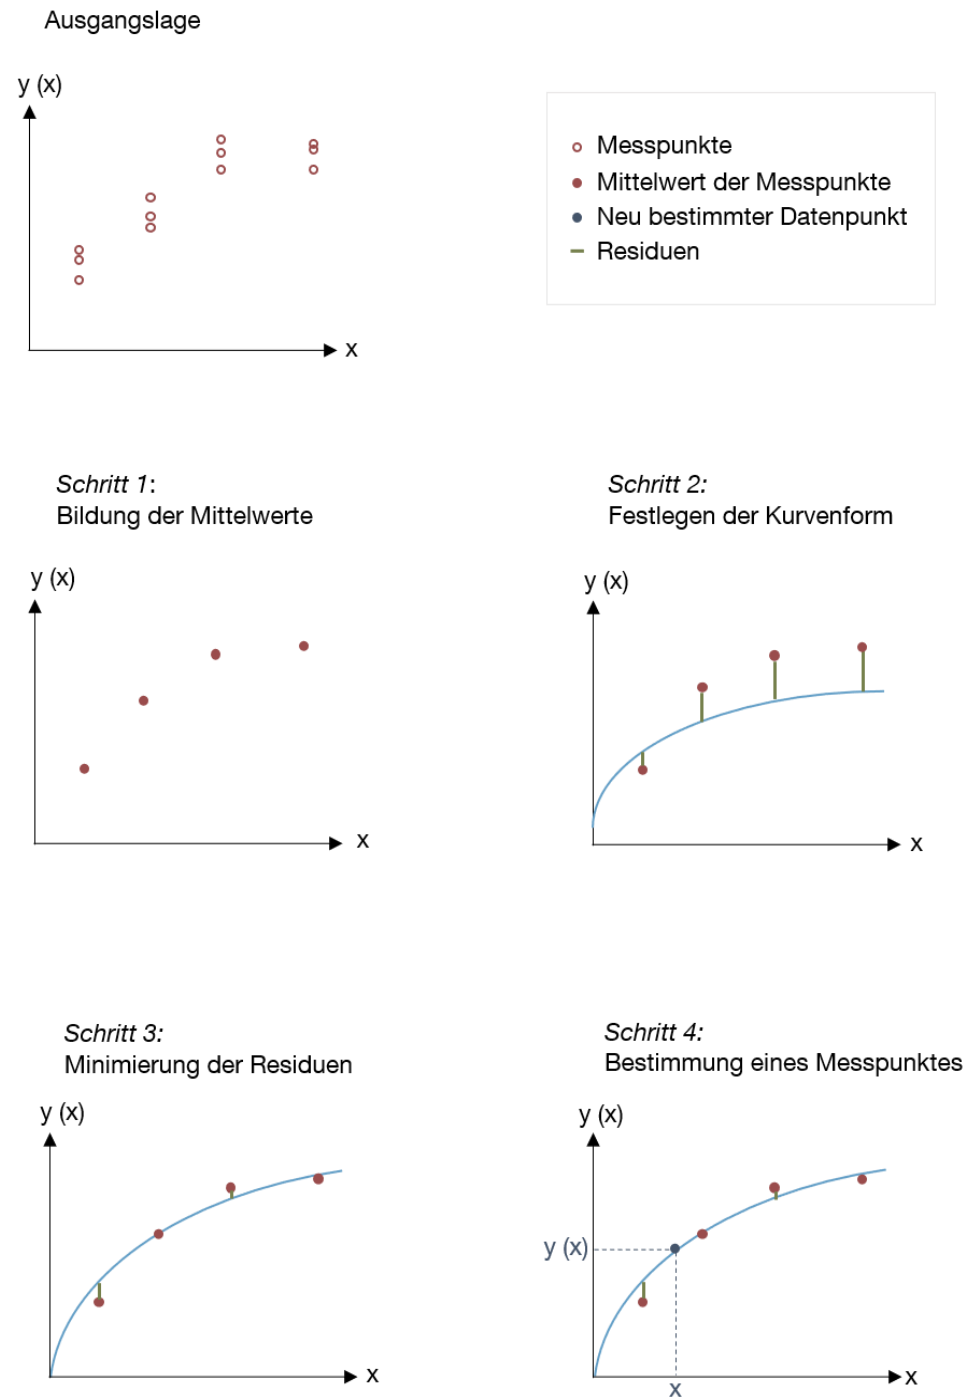 Ausgangslage
y (x)
x
Messpunkte
Mittelwert der Messpunkte
Neu bestimmter Datenpunkt
Residuen
Schritt 1:
Bildung der Mittelwerte
y (x)
x
Schritt 2:
Festlegen der Kurvenform
y (x)
x
Schritt 3:
Minimierung der Residuen
y (x)
x
Schritt 4:
Bestimmung eines Messpunktes
y (x)
y (x)
x
x